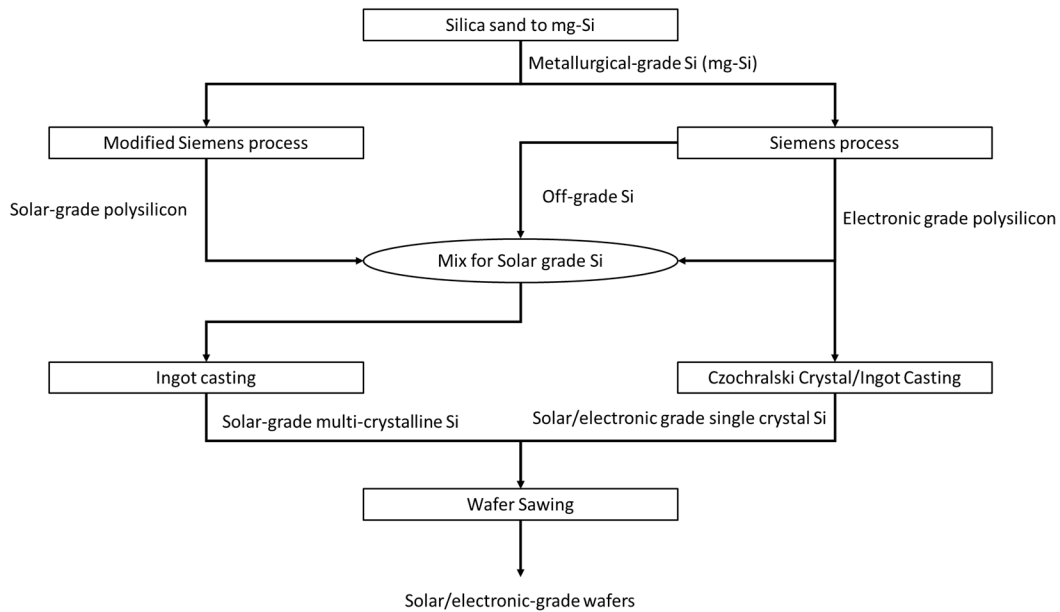 Silica sand to mg-Si
Metallurgical-grade Si (mg-Si)
Modified Siemens process
Siemens process
Off-grade Si
Solar-grade polysilicon
Electronic grade polysilicon
Mix for Solar grade Si
Ingot casting
Czochralski Crystal/Ingot Casting
Solar-grade multi-crystalline Si
Solar/electronic grade single crystal Si
Wafer Sawing
Solar/electronic-grade wafers